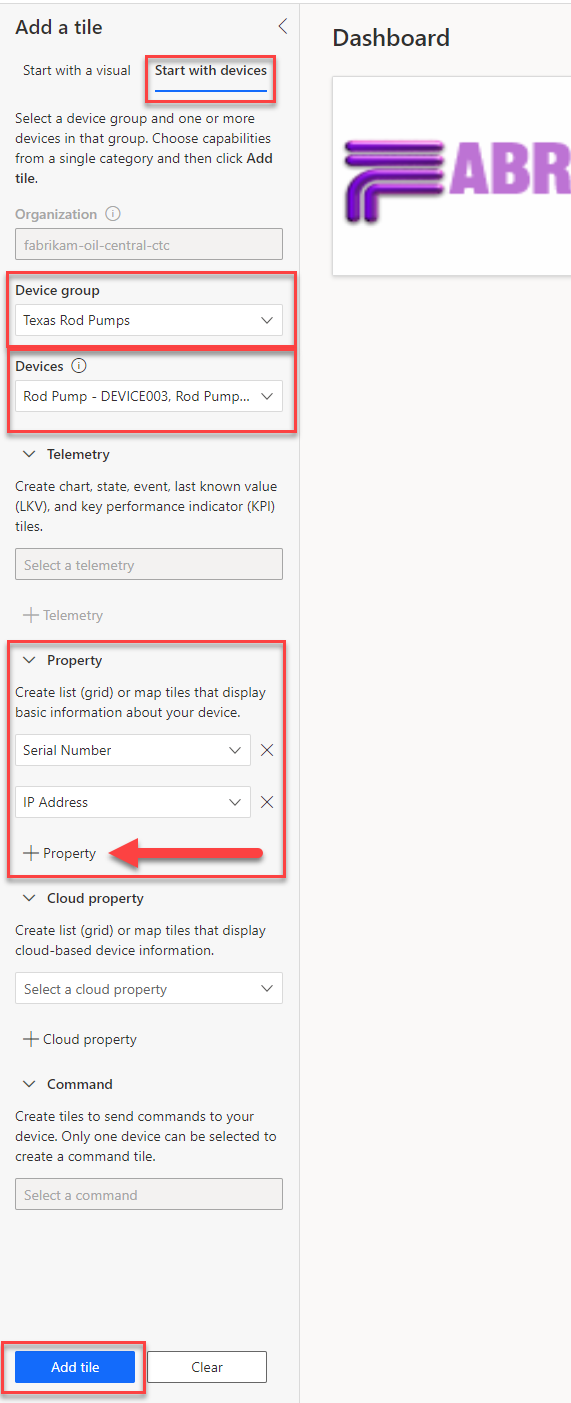 Add a tile
Dashboard
Start with a visual
Start with devices
Select a device group and one or more
devices in that group. Choose capabilities
from a single category and then click Add
tile.
Organization
fabrikam-oil-central-ctc
Device group
Texas Rod Pumps
Devices
Rod Pump - DEVICE003, Rod Pump...
Telemetry
Create chart, state, event, last known value
(LKV), and key performance indicator (KPI)
tiles.
Select a telemetry
Telemetry
Property
Create list (grid) or map tiles that display
basic information about your device.
Serial Number
IP Address
Property
Cloud property
Create list (grid) or map tiles that display
cloud-based device information.
Select a cloud property
Cloud property
Command
Create tiles to send commands to your
device. Only one device can be selected to
create a command tile.
Select a command
Add tile
Clear
FABR